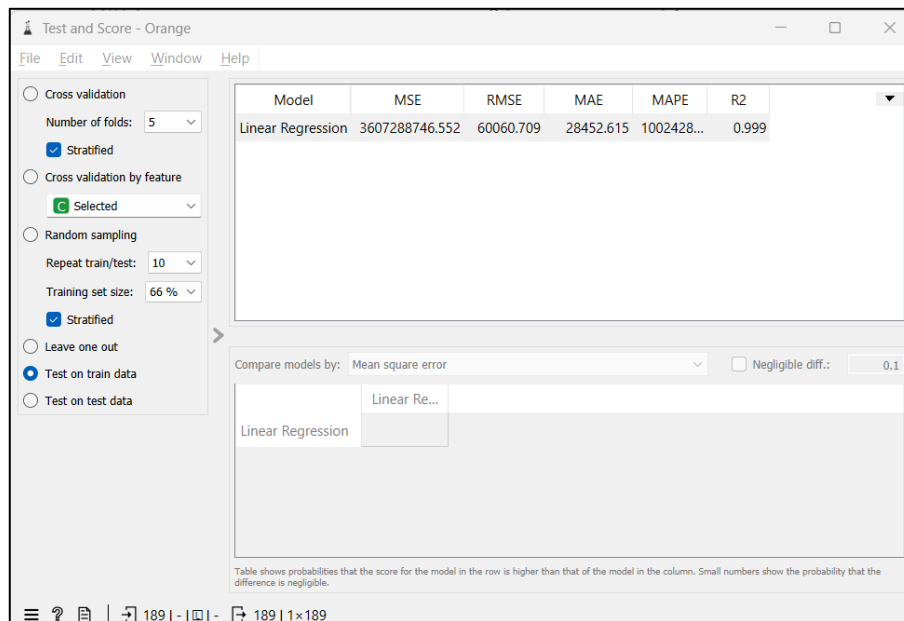 Test and Score - Orange
File Edit View Window Help
Cross validation
Number of folds: 5
Stratified
Cross validation by feature
C Selected
Random sampling
Repeat train/test: 10
Training set size: 66 %
Stratified
Leave one out
Test on train data
Test on test data
Model MSE RMSE MAE MAPE R2
Linear Regression 3607288746.552 60060.709 28452.615 1002428... 0.999
Compare models by: Mean square error Negligible diff.: 0.1
Linear Re...
Linear Regression
Table shows probabilities that the score for the model in the row is higher than that of the model in the column. Small numbers show the probability that the
difference is negligible.
189 | - | - 189 | 1×189